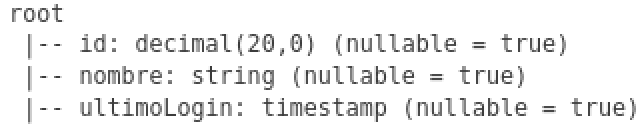 root
 |-- id: decimal(20,0) (nullable = true)
 |-- nombre: string (nullable = true)
 |-- ultimoLogin: timestamp (nullable = true)